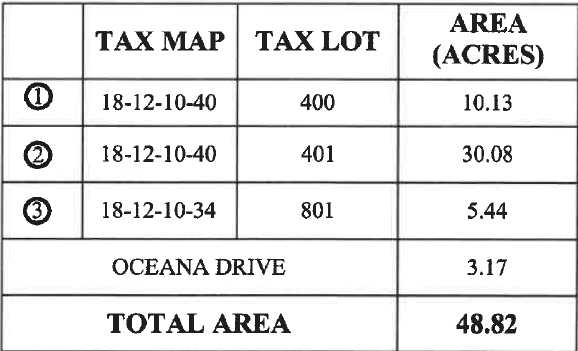 TAX MAP TAX LOT AREA (ACRES)
① 18-12-10-40 400 10.13
② 18-12-10-40 401 30.08
③ 18-12-10-34 801 5.44
OCEANA DRIVE 3.17
TOTAL AREA 48.82